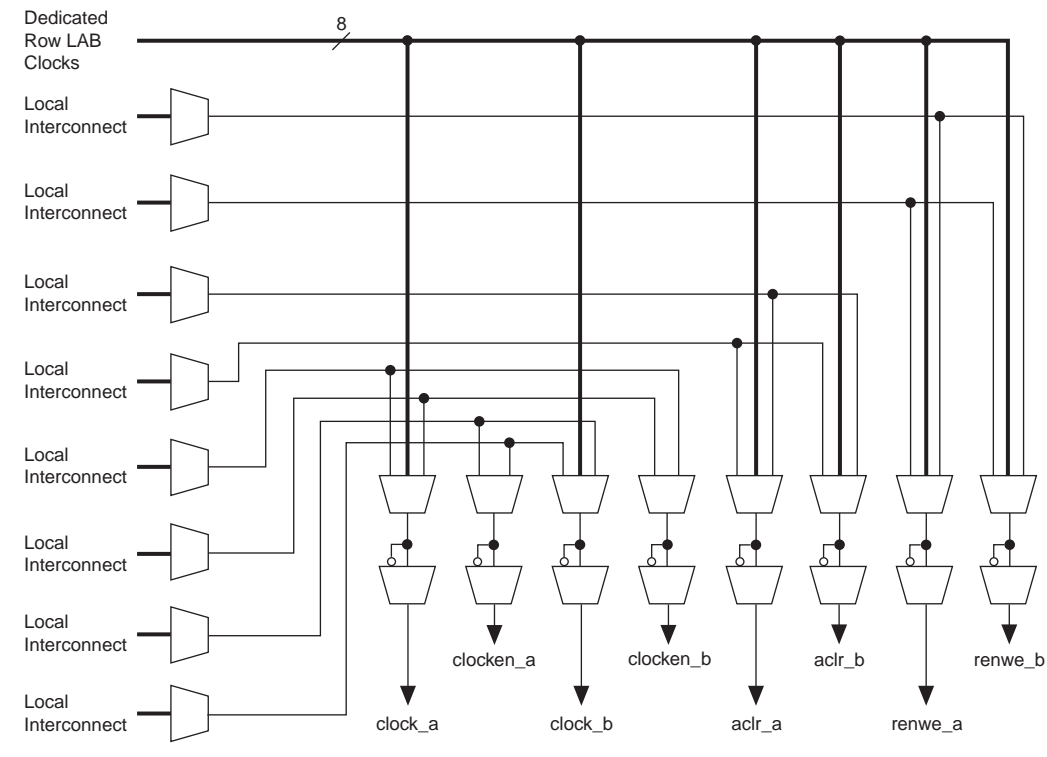 Dedicated
Row LAB
Clocks
8
Local
Interconnect
Local
Interconnect
Local
Interconnect
Local
Interconnect
Local
Interconnect
Local
Interconnect
Local
Interconnect
Local
Interconnect
clocken_a
clocken_b
aclr_b
renwe_b
clock_a
clock_b
aclr_a
renwe_a